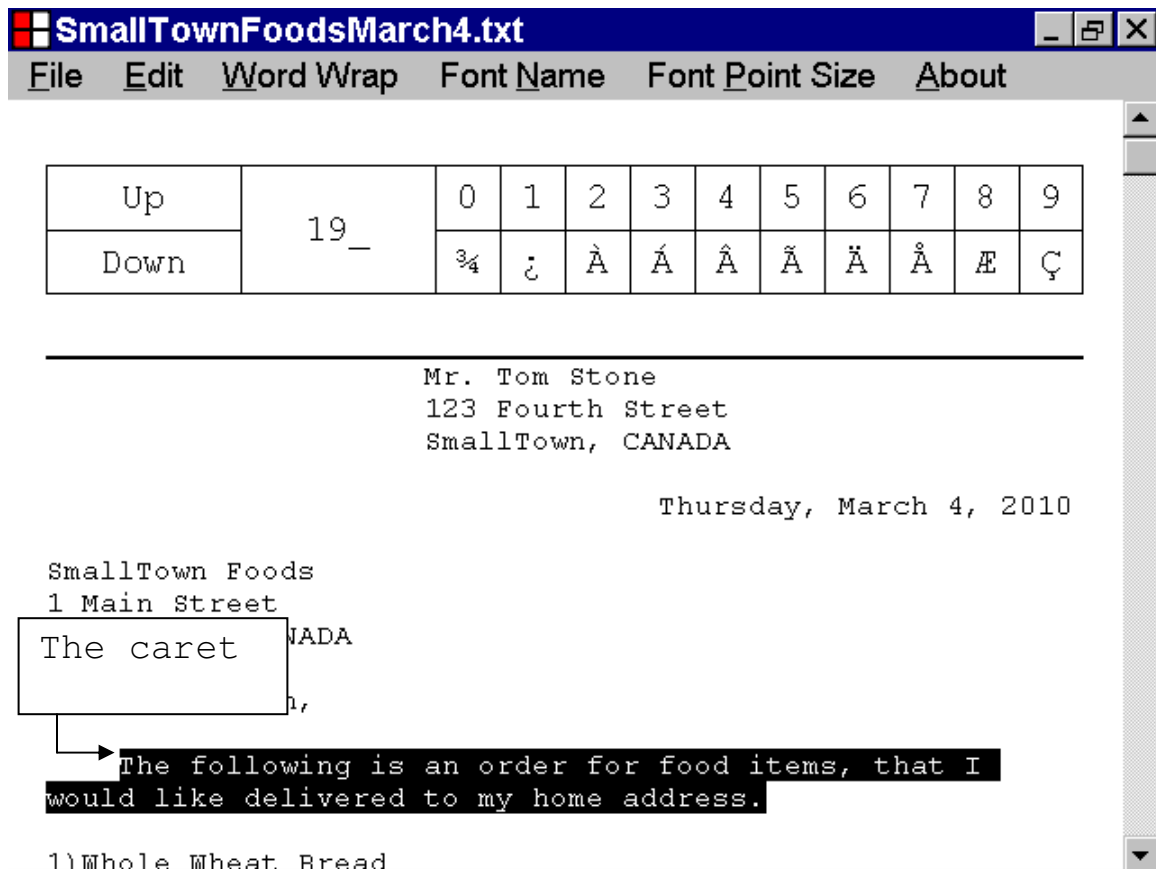 SmallTownFoodsMarch4.txt
File Edit Word Wrap Font Name Font Point Size About
Up 19_ 0 1 2 3 4 5 6 7 8 9
Down ¾ ¿ À Á Â Ã Ä Å Æ Ç
Mr. Tom Stone
123 Fourth Street
SmallTown, CANADA
Thursday, March 4, 2010
SmallTown Foods
1 Main Street
The caret
The following is an order for food items, that I
would like delivered to my home address.
1)Whole Wheat Bread